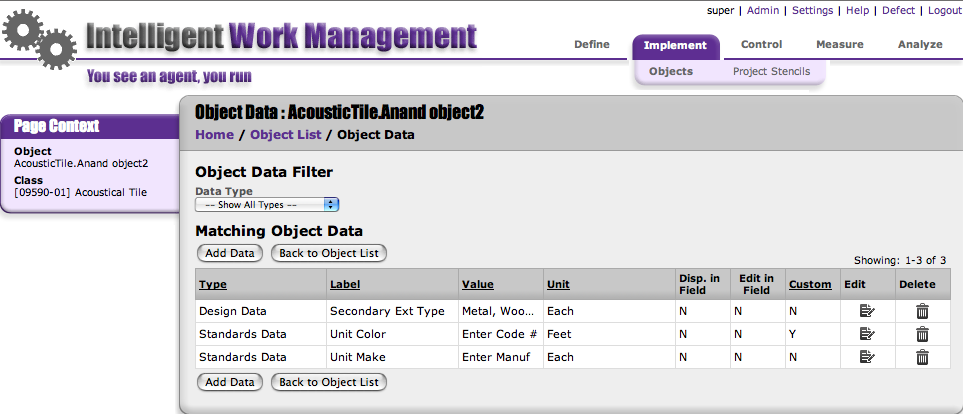 super | Admin | Settings | Help | Defect | Logout
Intelligent Work Management
You see an agent, you run
Define Implement Control Measure Analyze
Objects Project Stencils
Page Context
Object
AcousticTile.Anand object2
Class
[09590-01] Acoustical Tile
Object Data : AcousticTile.Anand object2
Home / Object List / Object Data
Object Data Filter
Data Type
-- Show All Types --
Matching Object Data
Add Data Back to Object List
Showing: 1-3 of 3
Type Label Value Unit Disp. in Field Edit in Field Custom Edit Delete
Design Data Secondary Ext Type Metal, Woo... Each N N N
Standards Data Unit Color Enter Code # Feet N N Y
Standards Data Unit Make Enter Manuf Each N N N
Add Data Back to Object List